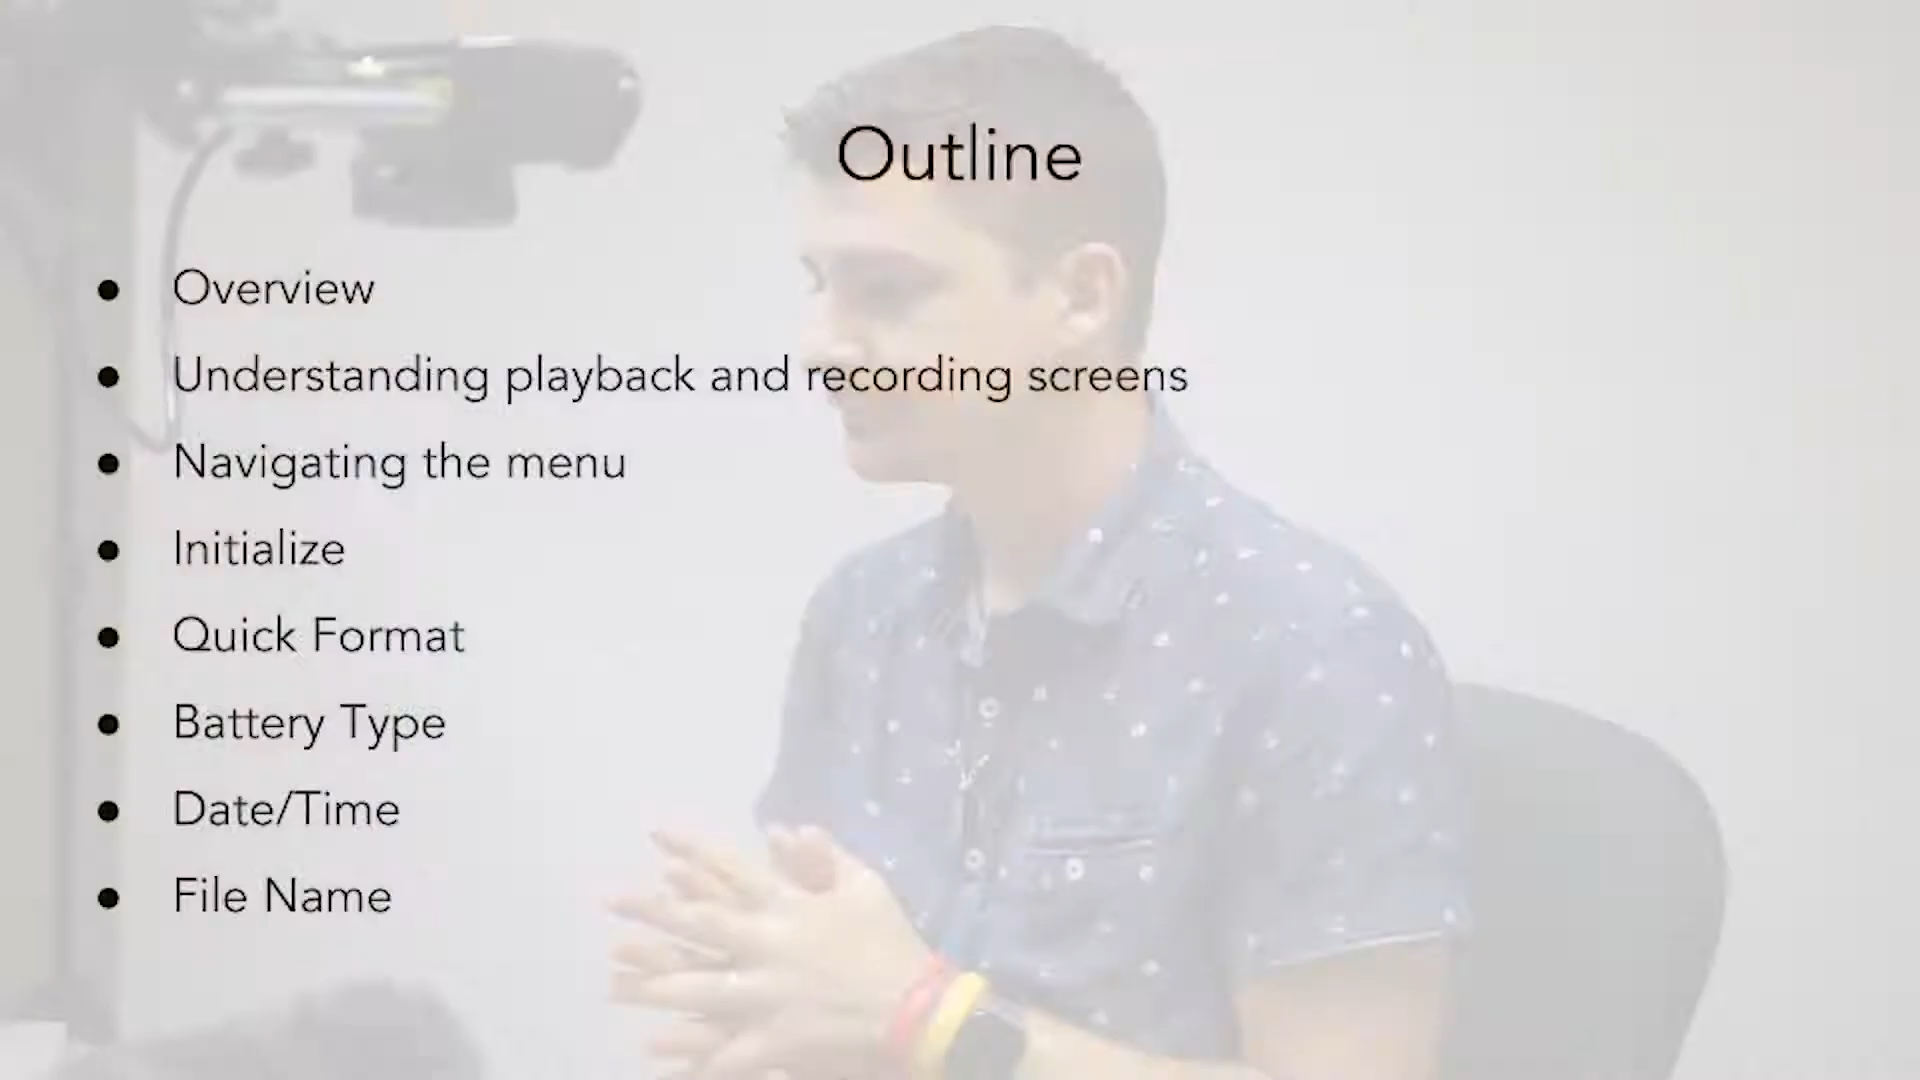 Outline
● Overview
● Understanding playback and recording screens
● Navigating the menu
● Initialize
● Quick Format
● Battery Type
● Date/Time
● File Name